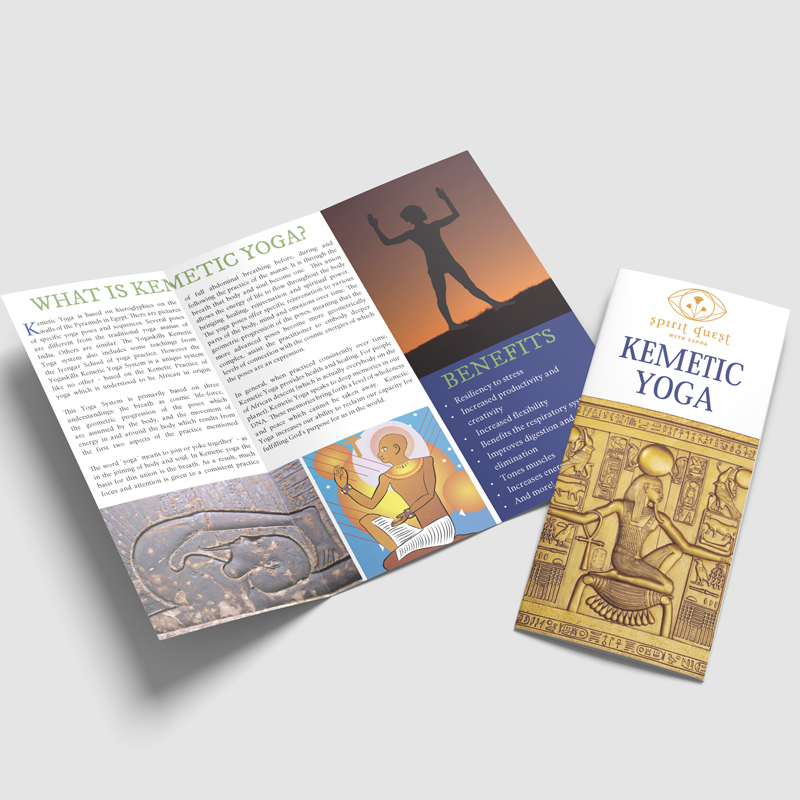 WHAT IS KEMETIC YOGA?
Kemetic Yoga is based on hieroglyphics on the
walls of the Pyramids in Egypt. There are pictures
of specific yoga poses and sequences. Several poses
are different from the traditional yoga asanas of
India. Others are similar. The Yogaskills Kemetic
Yoga system also includes some teachings from
the Iyengar School of yoga practice. However the
Yogaskills Kemetic Yoga System is a unique system
like no other - based on the Kemetic Practice of
yoga which is understood to be African in origin.
This Yoga System is primarily based on three
understandings: the breath as cosmic life-force,
the geometric progression of the poses which
are assumed by the body, and the movement of
energy in and around the body which results from
the first two aspects of the practice mentioned.
The word 'yoga' means to join or yoke together' - as
in the joining of body and soul. In Kemetic yoga the
basis for this union is the breath. As a result, much
focus and attention is given to a consistent practice
of full abdominal breathing before, during, and
following the practice of the asanas. It is through the
breath that body and soul become one. This union
allows the energy of life to flow throughout the body
bringing, healing, rejuvenation and spiritual power.
The yoga poses offer specific rejuvenation to various
parts of the body, mind and emotions over time. The
geometric progression of the poses, meaning that the
more advanced poses become more geometrically
complex, assist the practitioner to embody deeper
levels of connection with the cosmic energies of which
the poses are an expression.
In general, when practiced consistently over time,
Kemetic Yoga provides health and healing. For people
of African descent (which is actually everybody on the
planet) Kemetic Yoga speaks to deep memories in our
DNA. These memories bring forth a level of wholeness
and peace which cannot be taken away. Kemetic
Yoga increases our ability to reclaim our capacity for
fulfilling God's purpose for us in the world.
BENEFITS
• Resiliency to stress
• Increased productivity and
creativity
• Increased flexibility
• Benefits the respiratory sy
• Improves digestion and
elimination
• Tones muscles
• Increases ener
• And more!
spirit quest
WITH LINDA
KEMETIC
YOGA